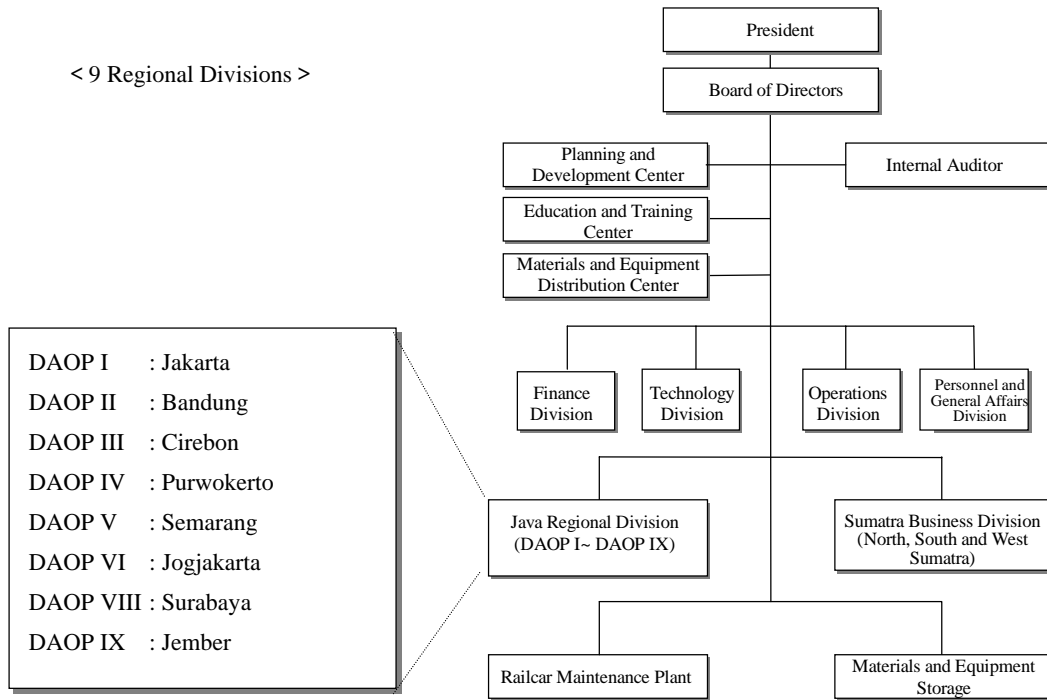 President
< 9 Regional Divisions >
Board of Directors
Planning and
Development Center
Internal Auditor
Education and Training
Center
Materials and Equipment
Distribution Center
DAOP I : Jakarta
DAOP II : Bandung
DAOP III : Cirebon
DAOP IV : Purwokerto
DAOP V : Semarang
DAOP VI : Jogjakarta
DAOP VIII : Surabaya
DAOP IX : Jember
Finance
Division
Technology
Division
Operations
Division
Personnel and
General Affairs
Division
Java Regional Division
(DAOP I~ DAOP IX)
Sumatra Business Division
(North, South and West
Sumatra)
Railcar Maintenance Plant
Materials and Equipment
Storage